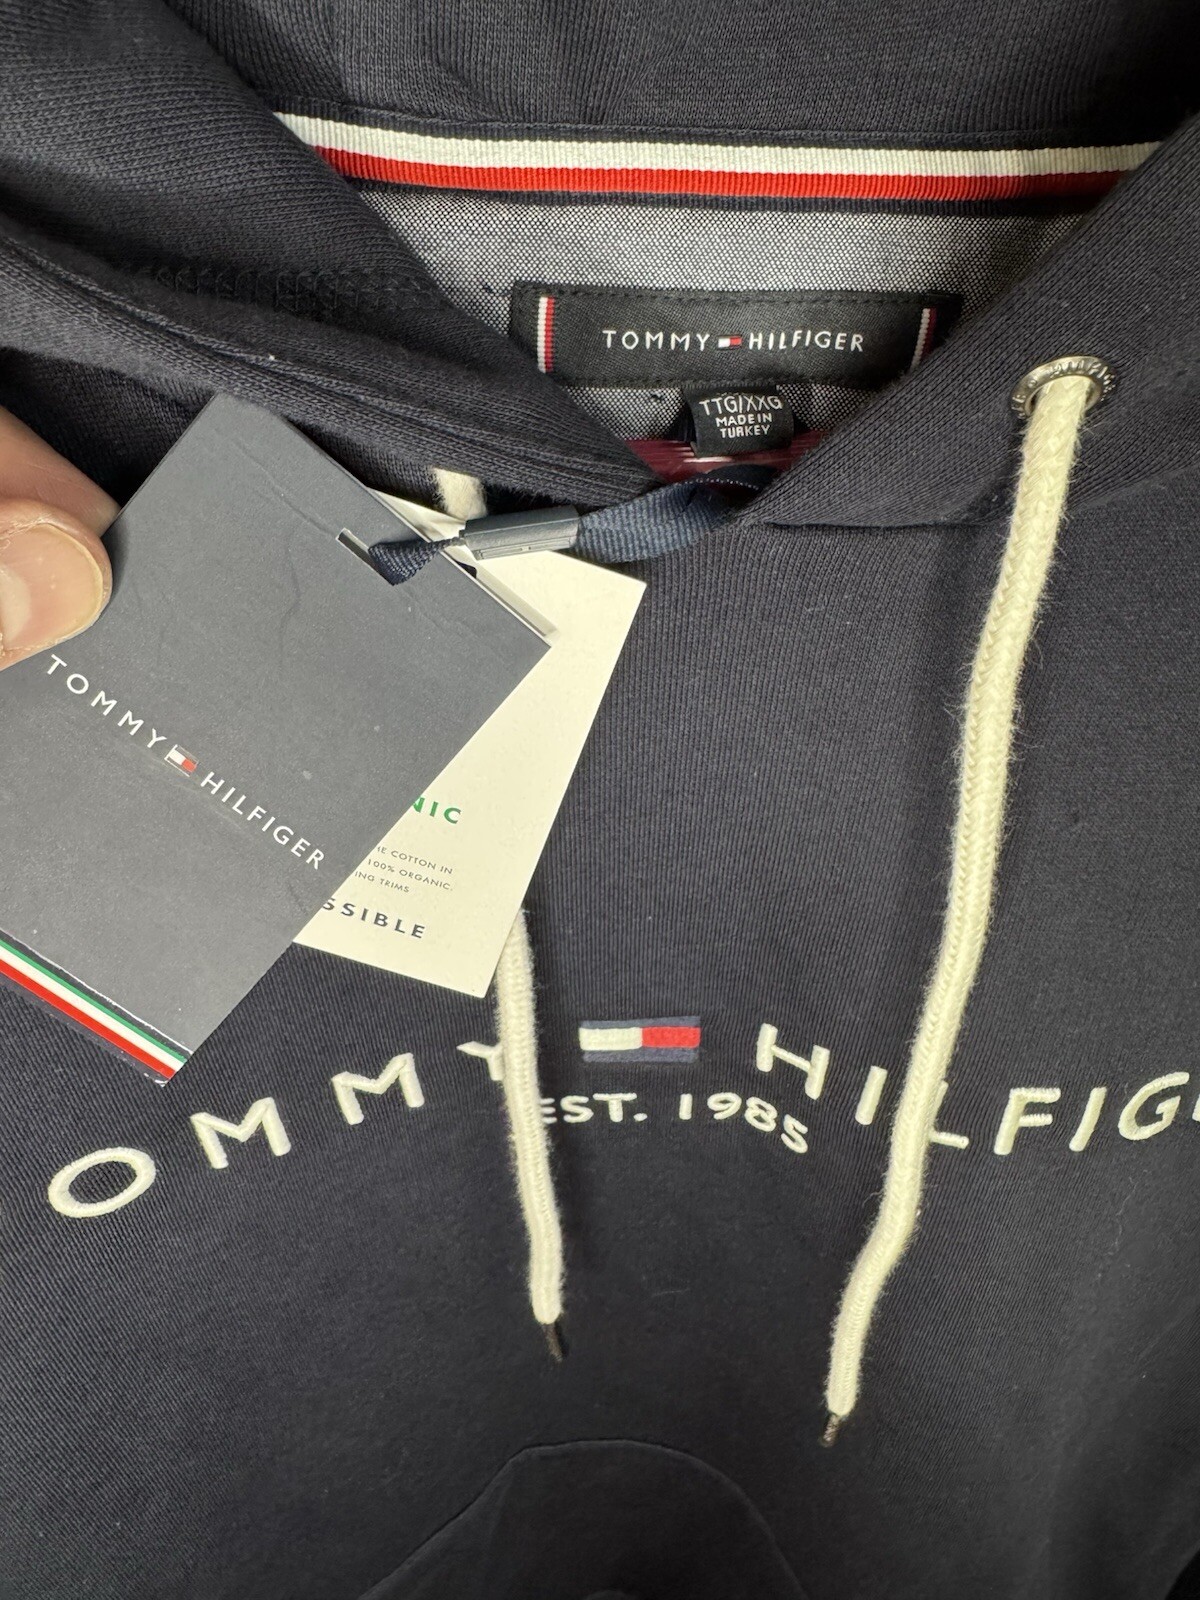 TOMMY HILFIGER
TTG/XXG
MADE IN
TURKEY
TOMMY HILFIGER
NIC
COTTON IN
100% ORGANIC,
ING TRIMS
SSIBLE
OMMY HILFIG
EST. 1985